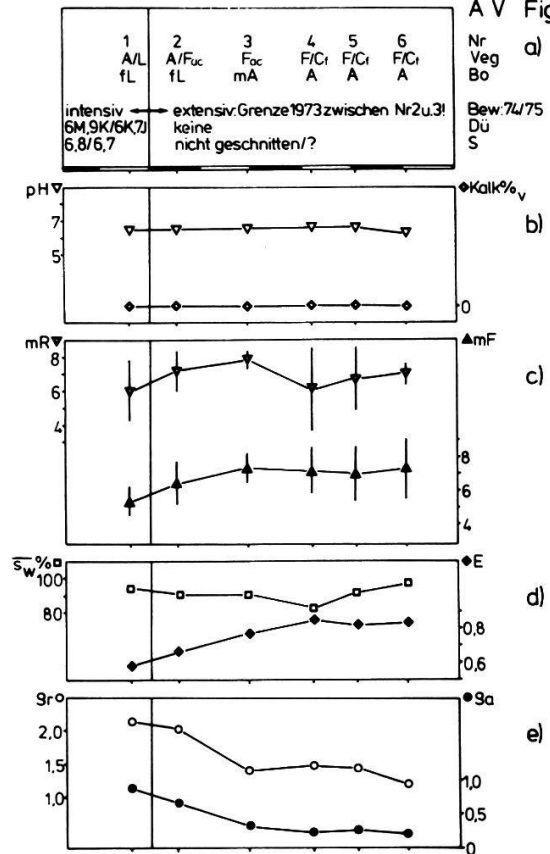 A V Fig
1 2 3 4 5 6 Nr a)
A/L A/Fuc Fac F/Cf F/Cf F/Cf Veg
fL fL mA A A A Bo
intensiv ↔ extensiv: Grenze 1973 zwischen Nr 2 u. 3! Bew: 74/75
6M,9K/6K,7J keine Dü
6,8/6,7 nicht geschnitten/? S
pH▽ ◇Kalk%v
7 b)
5
0
mR▼ ▲mF
8
6 c)
4
8
6
4
sw%□ ◆E
100
80 d)
0,8
0,6
gr○ ●ga
2,0 e)
1,5
1,0 1,0
0,5
0